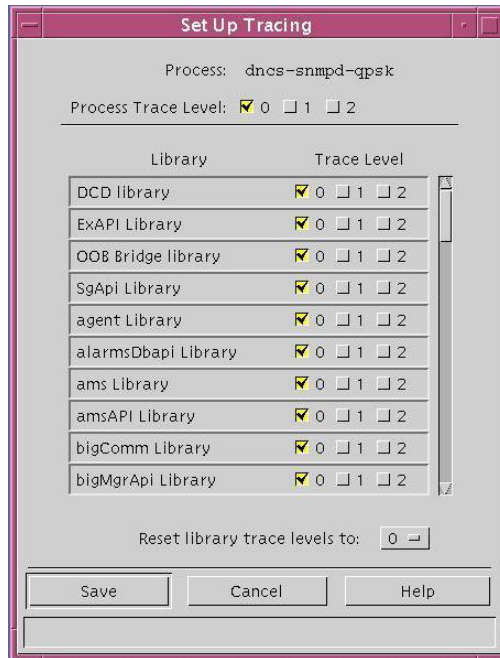 Set Up Tracing
Process: dncs-snmpd-qpsk
Process Trace Level: 0 1 2
Library Trace Level
DCD library 0 1 2
ExAPI Library 0 1 2
OOB Bridge library 0 1 2
SgApi Library 0 1 2
agent Library 0 1 2
alarmsDbapi Library 0 1 2
ams Library 0 1 2
amsAPI Library 0 1 2
bigComm Library 0 1 2
bigMgrApi Library 0 1 2
Reset library trace levels to: 0
Save Cancel Help